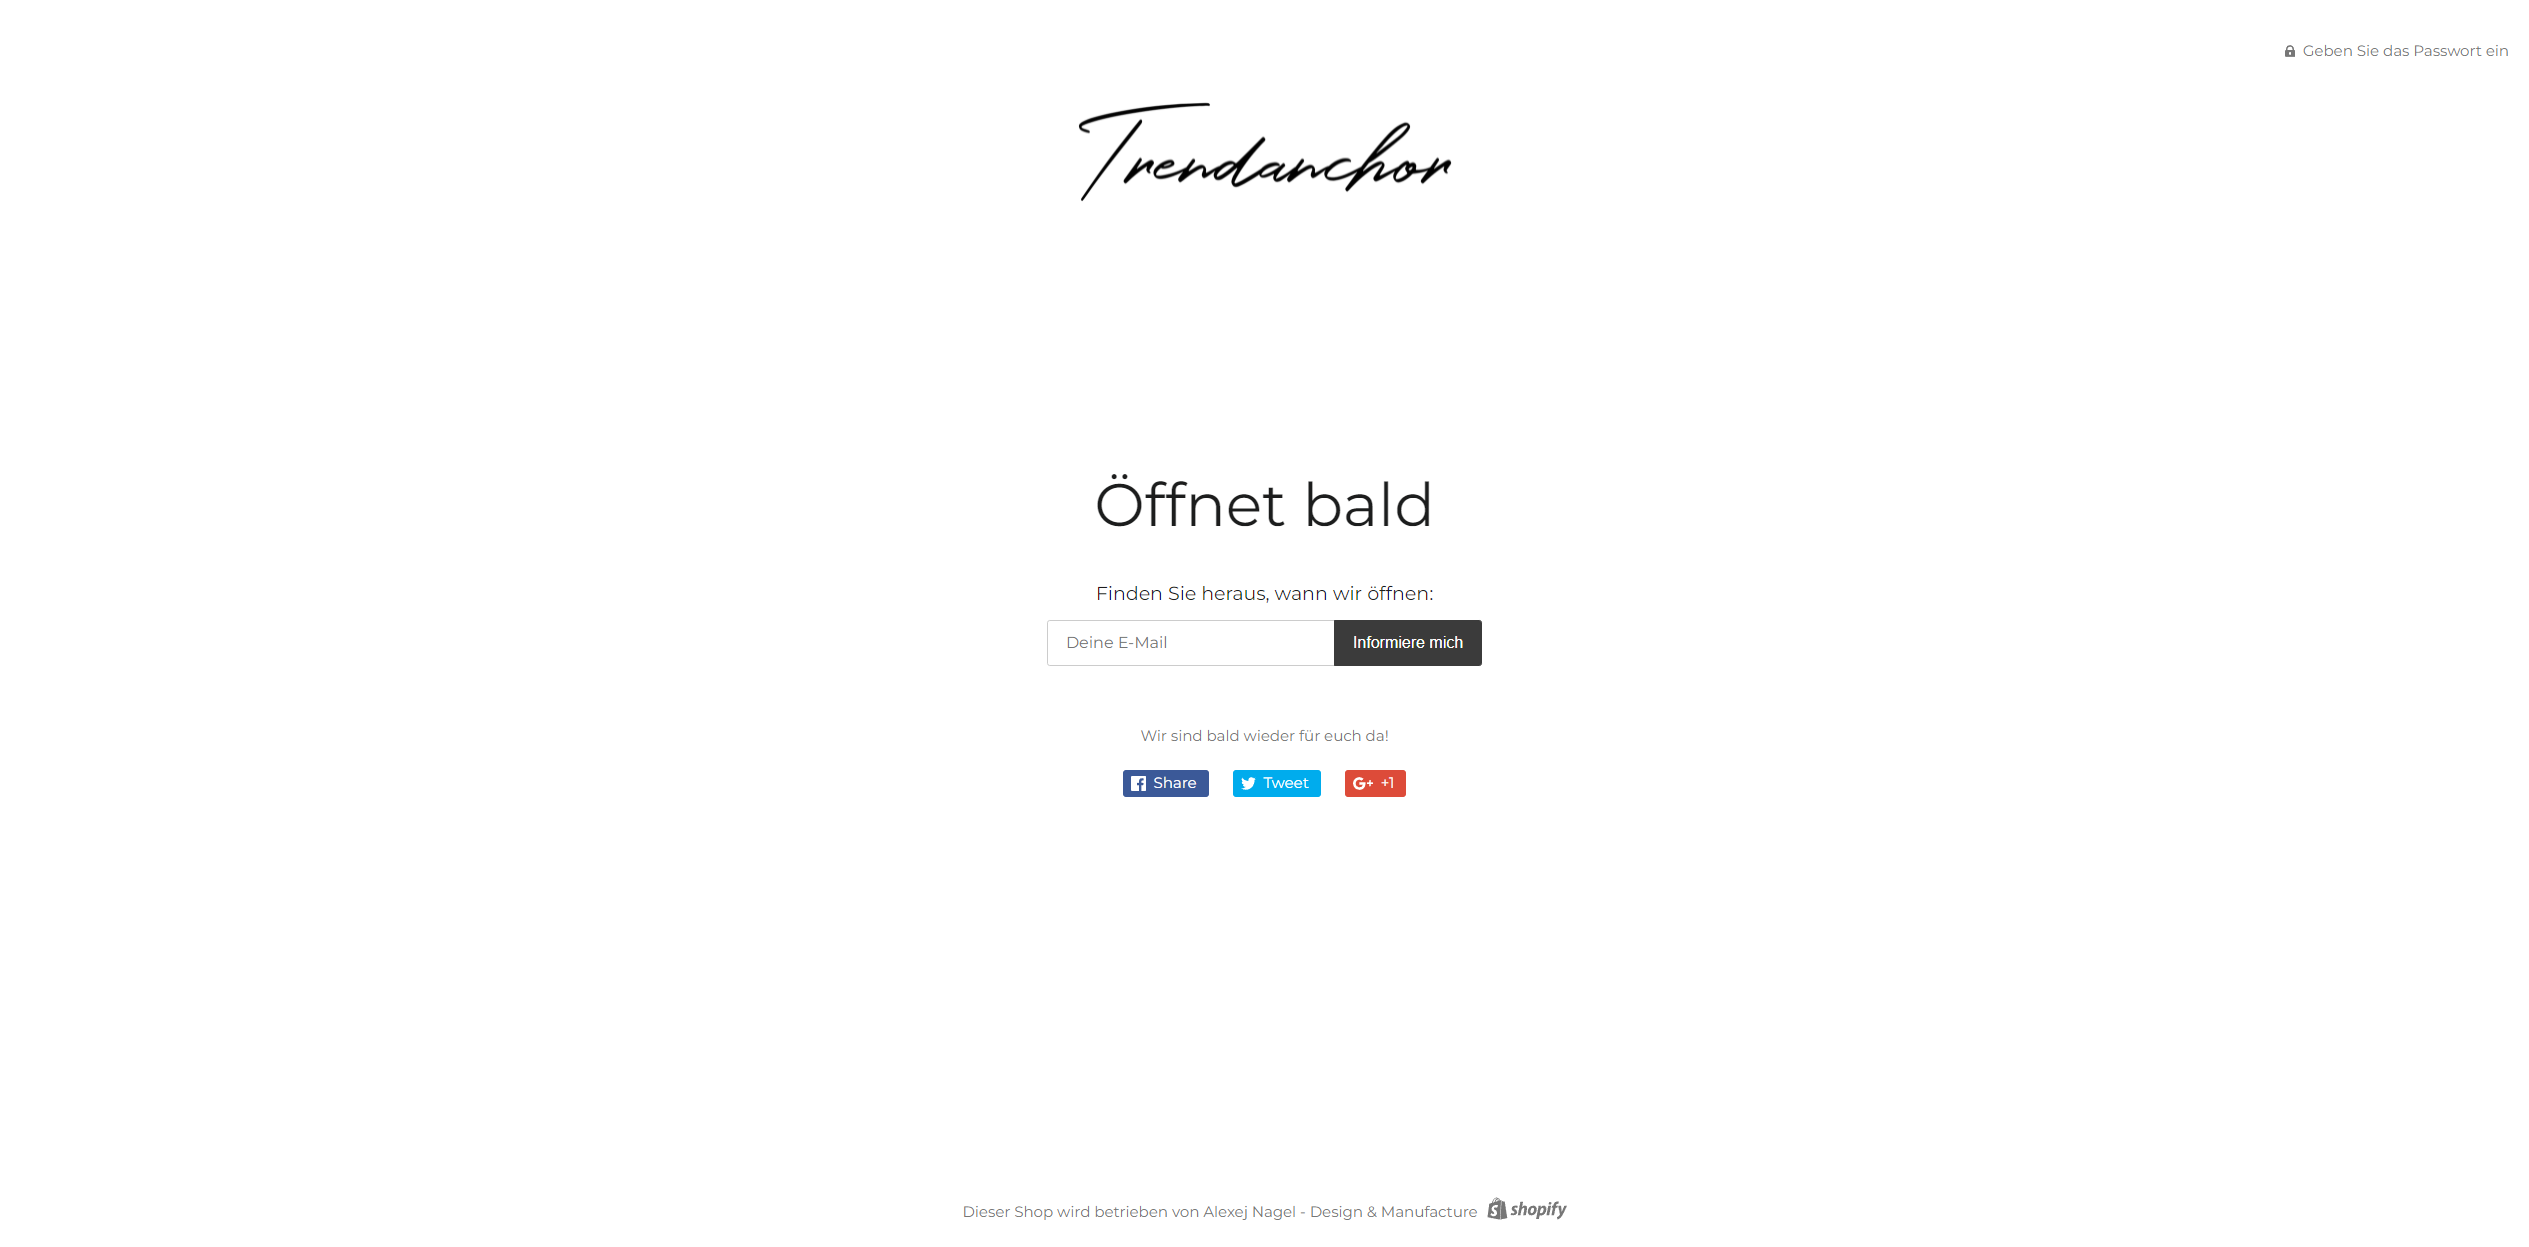 Geben Sie das Passwort ein
Trendanchor
Öffnet bald
Finden Sie heraus, wann wir öffnen:
Deine E-Mail
Informiere mich
Wir sind bald wieder für euch da!
Share
Tweet
G+ +1
Dieser Shop wird betrieben von Alexej Nagel - Design & Manufacture shopify